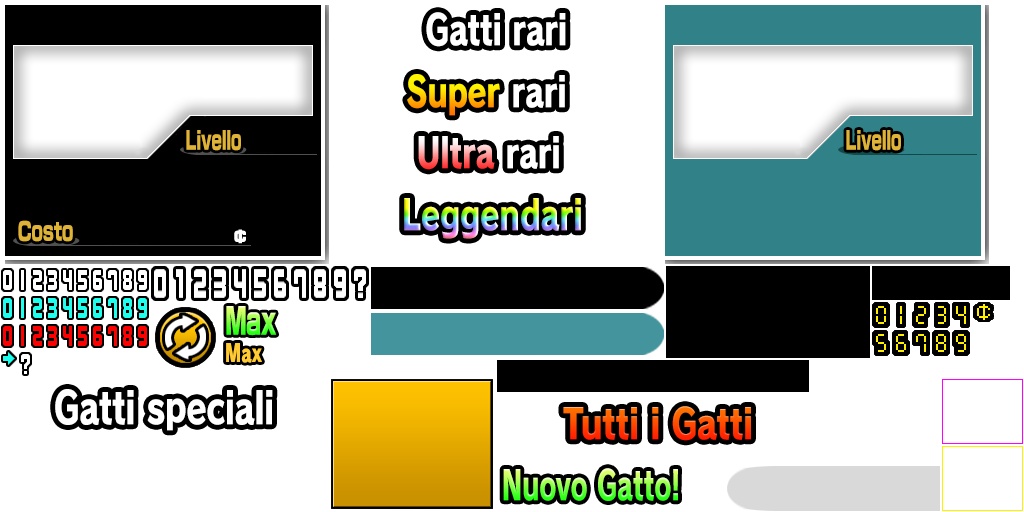 Gatti rari
Super rari
Ultra rari
Leggendari
Livello
Costo
¢
Livello
0123456789
0123456789?
0123456789
0123456789
?
Max
Max
01234¢
56789
Gatti speciali
Tutti i Gatti
Nuovo Gatto!